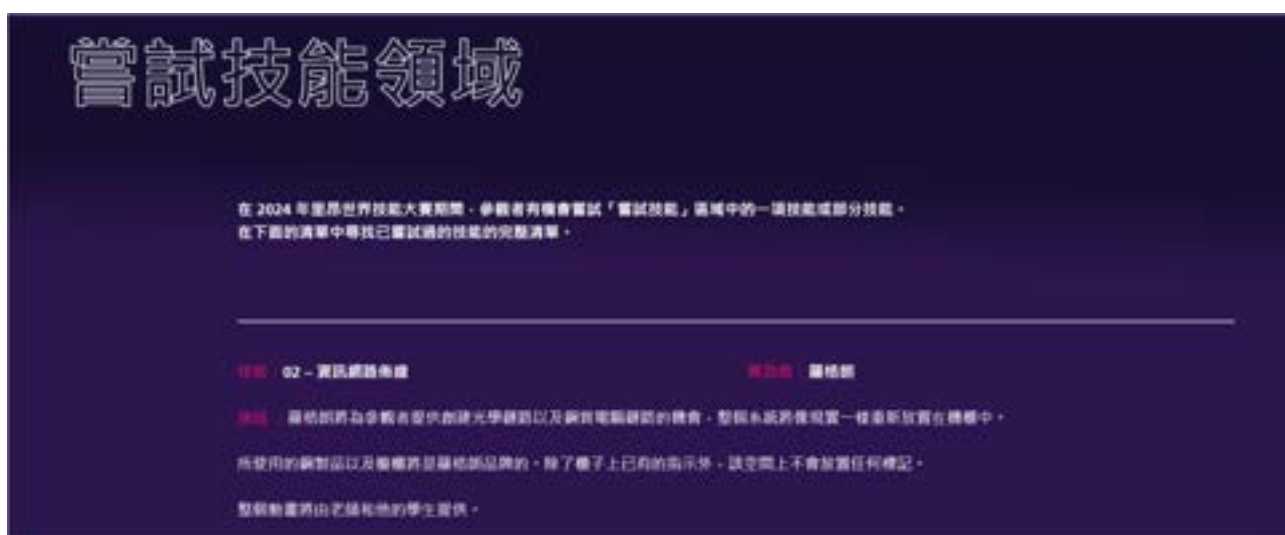 嘗試技能領域
在 2024 年里昂世界技能大賽期間，參觀者有機會嘗試「嘗試技能」區域中的一項技能或部分技能。
在下面的清單中尋找已嘗試過的技能的完整清單。
技能 02 – 資訊網路佈線
羅格朗
羅格朗將為參觀者提供創建光學鏈路以及銅質電腦鏈路的機會，整個系統將像現實一樣重新放置在機櫃中。
所使用的銅製品以及機櫃將是羅格朗品牌的。除了櫃子上已有的指示外，該空間上不會放置任何標記。
整個動畫將由老師和他的學生提供。